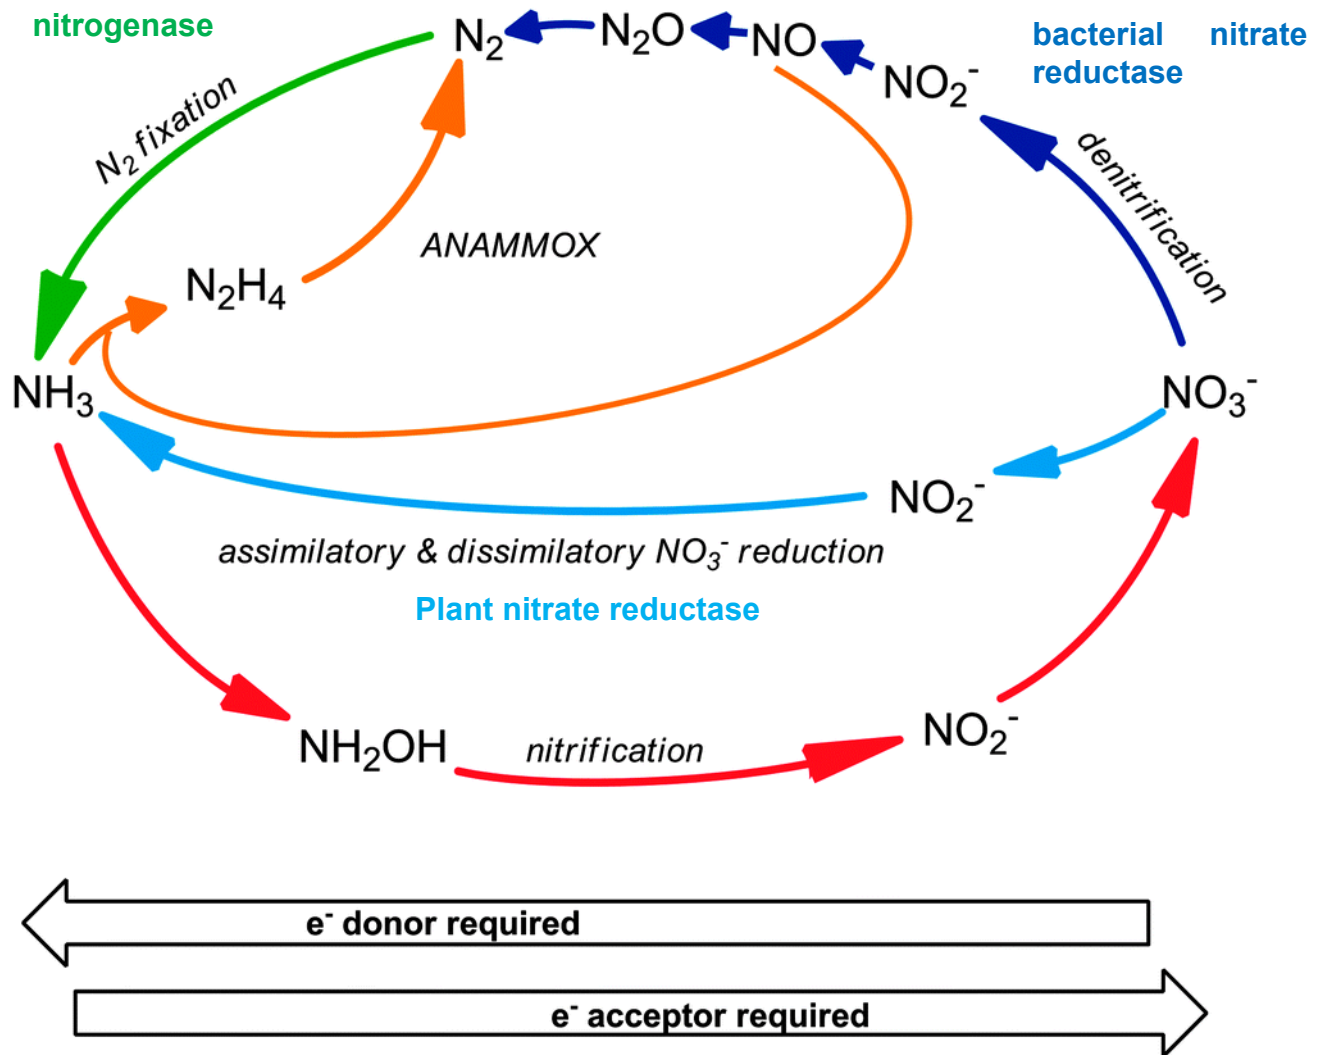 nitrogenase
N₂
N₂O
NO
NO₂⁻
bacterial nitrate
reductase
N₂ fixation
denitrification
ANAMMOX
N₂H₄
NH₃
NO₃⁻
NO₂⁻
assimilatory & dissimilatory NO₃⁻ reduction
Plant nitrate reductase
NH₂OH
nitrification
NO₂⁻
e⁻ donor required
e⁻ acceptor required